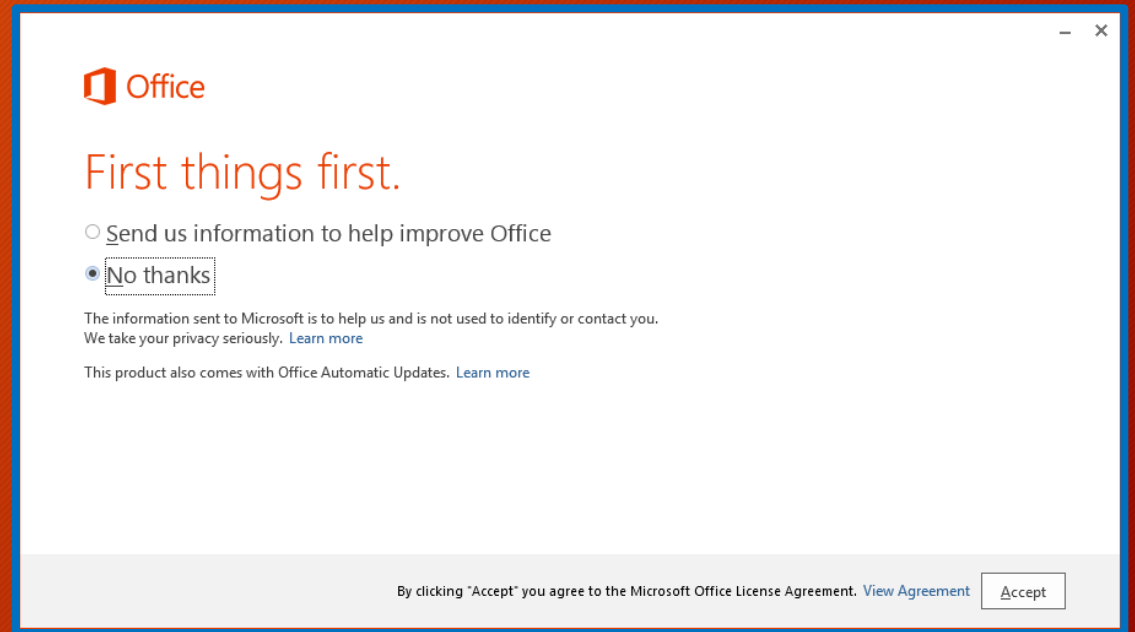 Office
First things first.
Send us information to help improve Office
No thanks
The information sent to Microsoft is to help us and is not used to identify or contact you.
We take your privacy seriously. Learn more
This product also comes with Office Automatic Updates. Learn more
By clicking "Accept" you agree to the Microsoft Office License Agreement. View Agreement Accept